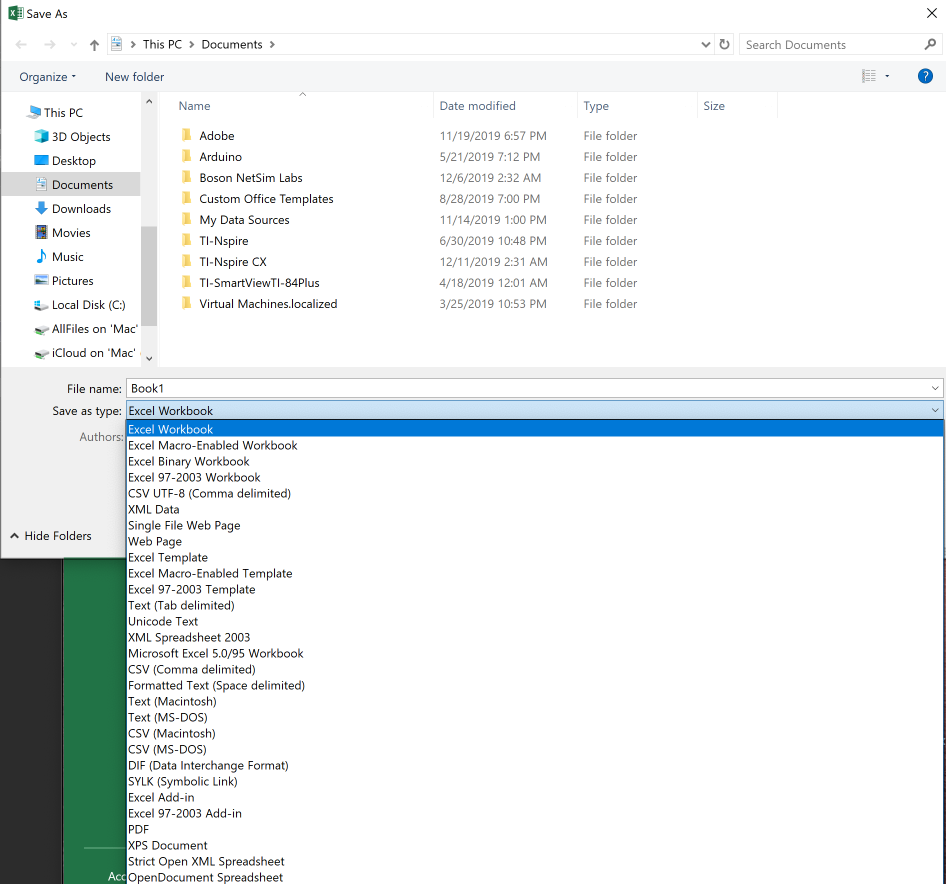 Save As
This PC > Documents >
Search Documents
Organize
New folder
?
Name Date modified Type Size
This PC
3D Objects
Desktop
Documents
Downloads
Movies
Music
Pictures
Local Disk (C:)
AllFiles on 'Mac'
iCloud on 'Mac'
Adobe 11/19/2019 6:57 PM File folder
Arduino 5/21/2019 7:12 PM File folder
Boson NetSim Labs 12/6/2019 2:32 AM File folder
Custom Office Templates 8/28/2019 7:00 PM File folder
My Data Sources 11/14/2019 1:00 PM File folder
TI-Nspire 6/30/2019 10:48 PM File folder
TI-Nspire CX 12/11/2019 2:31 AM File folder
TI-SmartViewTI-84Plus 4/18/2019 12:01 AM File folder
Virtual Machines.localized 3/25/2019 10:53 PM File folder
File name: Book1
Save as type: Excel Workbook
Authors:
Hide Folders
Excel Workbook
Excel Macro-Enabled Workbook
Excel Binary Workbook
Excel 97-2003 Workbook
CSV UTF-8 (Comma delimited)
XML Data
Single File Web Page
Web Page
Excel Template
Excel Macro-Enabled Template
Excel 97-2003 Template
Text (Tab delimited)
Unicode Text
XML Spreadsheet 2003
Microsoft Excel 5.0/95 Workbook
CSV (Comma delimited)
Formatted Text (Space delimited)
Text (Macintosh)
Text (MS-DOS)
CSV (Macintosh)
CSV (MS-DOS)
DIF (Data Interchange Format)
SYLK (Symbolic Link)
Excel Add-in
Excel 97-2003 Add-in
PDF
XPS Document
Strict Open XML Spreadsheet
OpenDocument Spreadsheet